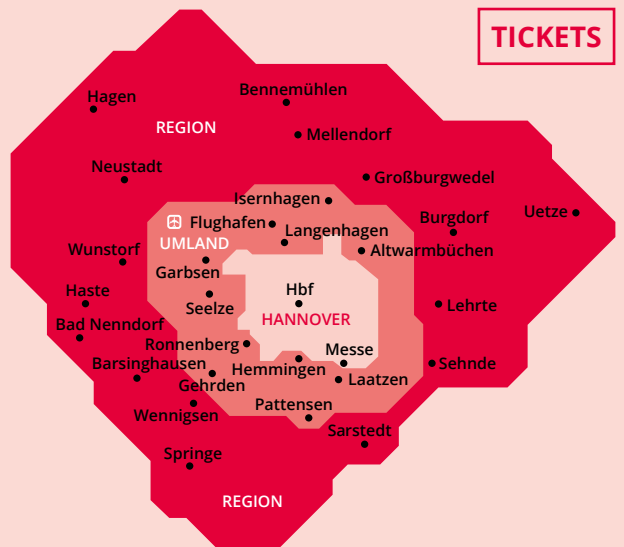 TICKETS
Hagen
Bennemühlen
REGION
Mellendorf
Neustadt
Großburgwedel
Isernhagen
Uetze
Flughafen
Burgdorf
Langenhagen
UMLAND
Wunstorf
Altwarmbüchen
Garbsen
Haste
Hbf
Seelze
Lehrte
HANNOVER
Bad Nenndorf
Ronnenberg
Messe
Barsinghausen
Hemmingen
Sehnde
Gehrden
Laatzen
Pattensen
Wennigsen
Sarstedt
Springe
REGION